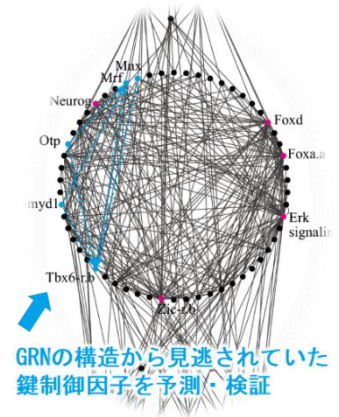 Mnx
Mrf
Neurog
Foxd
Otp
Foxa.a
myd1
Erk
signalin
Tbx6-r.b
Zic-r.b
GRNの構造から見逃されていた
鍵制御因子を予測・検証